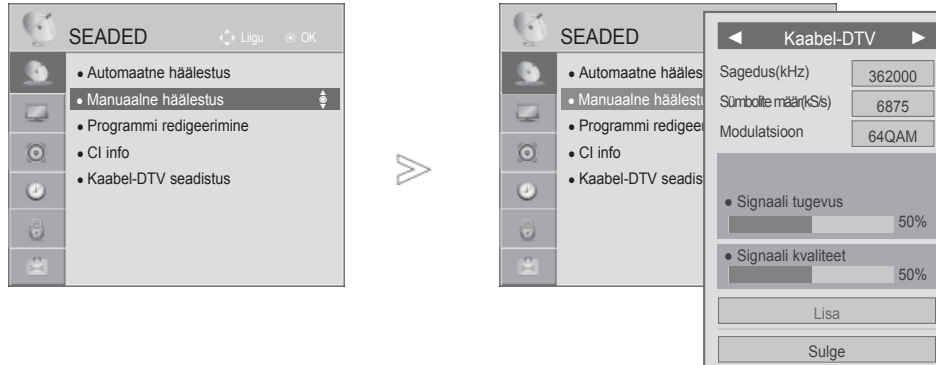 SEADED
Liigu
OK
● Automaatne häälestus
● Manuaalne häälestus
● Programmi redigeerimine
● CI info
● Kaabel-DTV seadistus
>
SEADED
● Automaatne hääles
● Manuaalne häälestu
● Programmi redigeer
● CI info
● Kaabel-DTV seadis
◄ Kaabel-DTV ►
Sagedus(kHz) 362000
Sümbolite määr(kS/s) 6875
Modulatsioon 64QAM
● Signaali tugevus
50%
● Signaali kvaliteet
50%
Lisa
Sulge